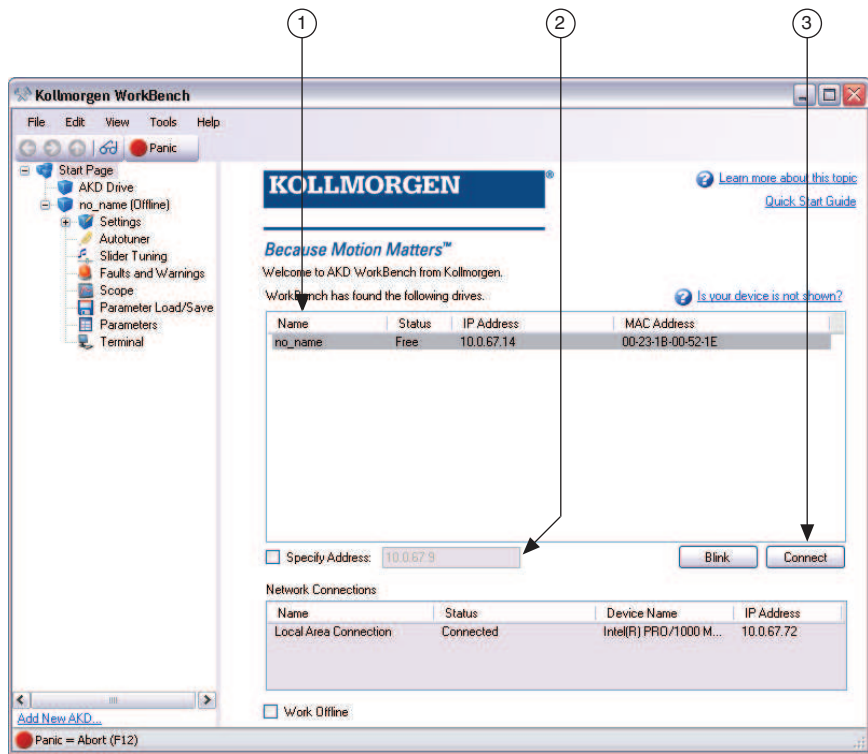 1 2 3
Kollmorgen WorkBench
File Edit View Tools Help
Panic
Start Page
AKD Drive
no_name (Offline)
Settings
Autotuner
Slider Tuning
Faults and Warnings
Scope
Parameter Load/Save
Parameters
Terminal
Add New AKD...
KOLLMORGEN®
Because Motion Matters™
Learn more about this topic
Quick Start Guide
Welcome to AKD WorkBench from Kollmorgen.
WorkBench has found the following drives.
Is your device is not shown?
Name Status IP Address MAC Address
no_name Free 10.0.67.14 00-23-1B-00-52-1E
Specify Address: 10.0.67.9 Blink Connect
Network Connections
Name Status Device Name IP Address
Local Area Connection Connected Intel(R) PRO/1000 M... 10.0.67.72
Work Offline
Panic = Abort (F12)